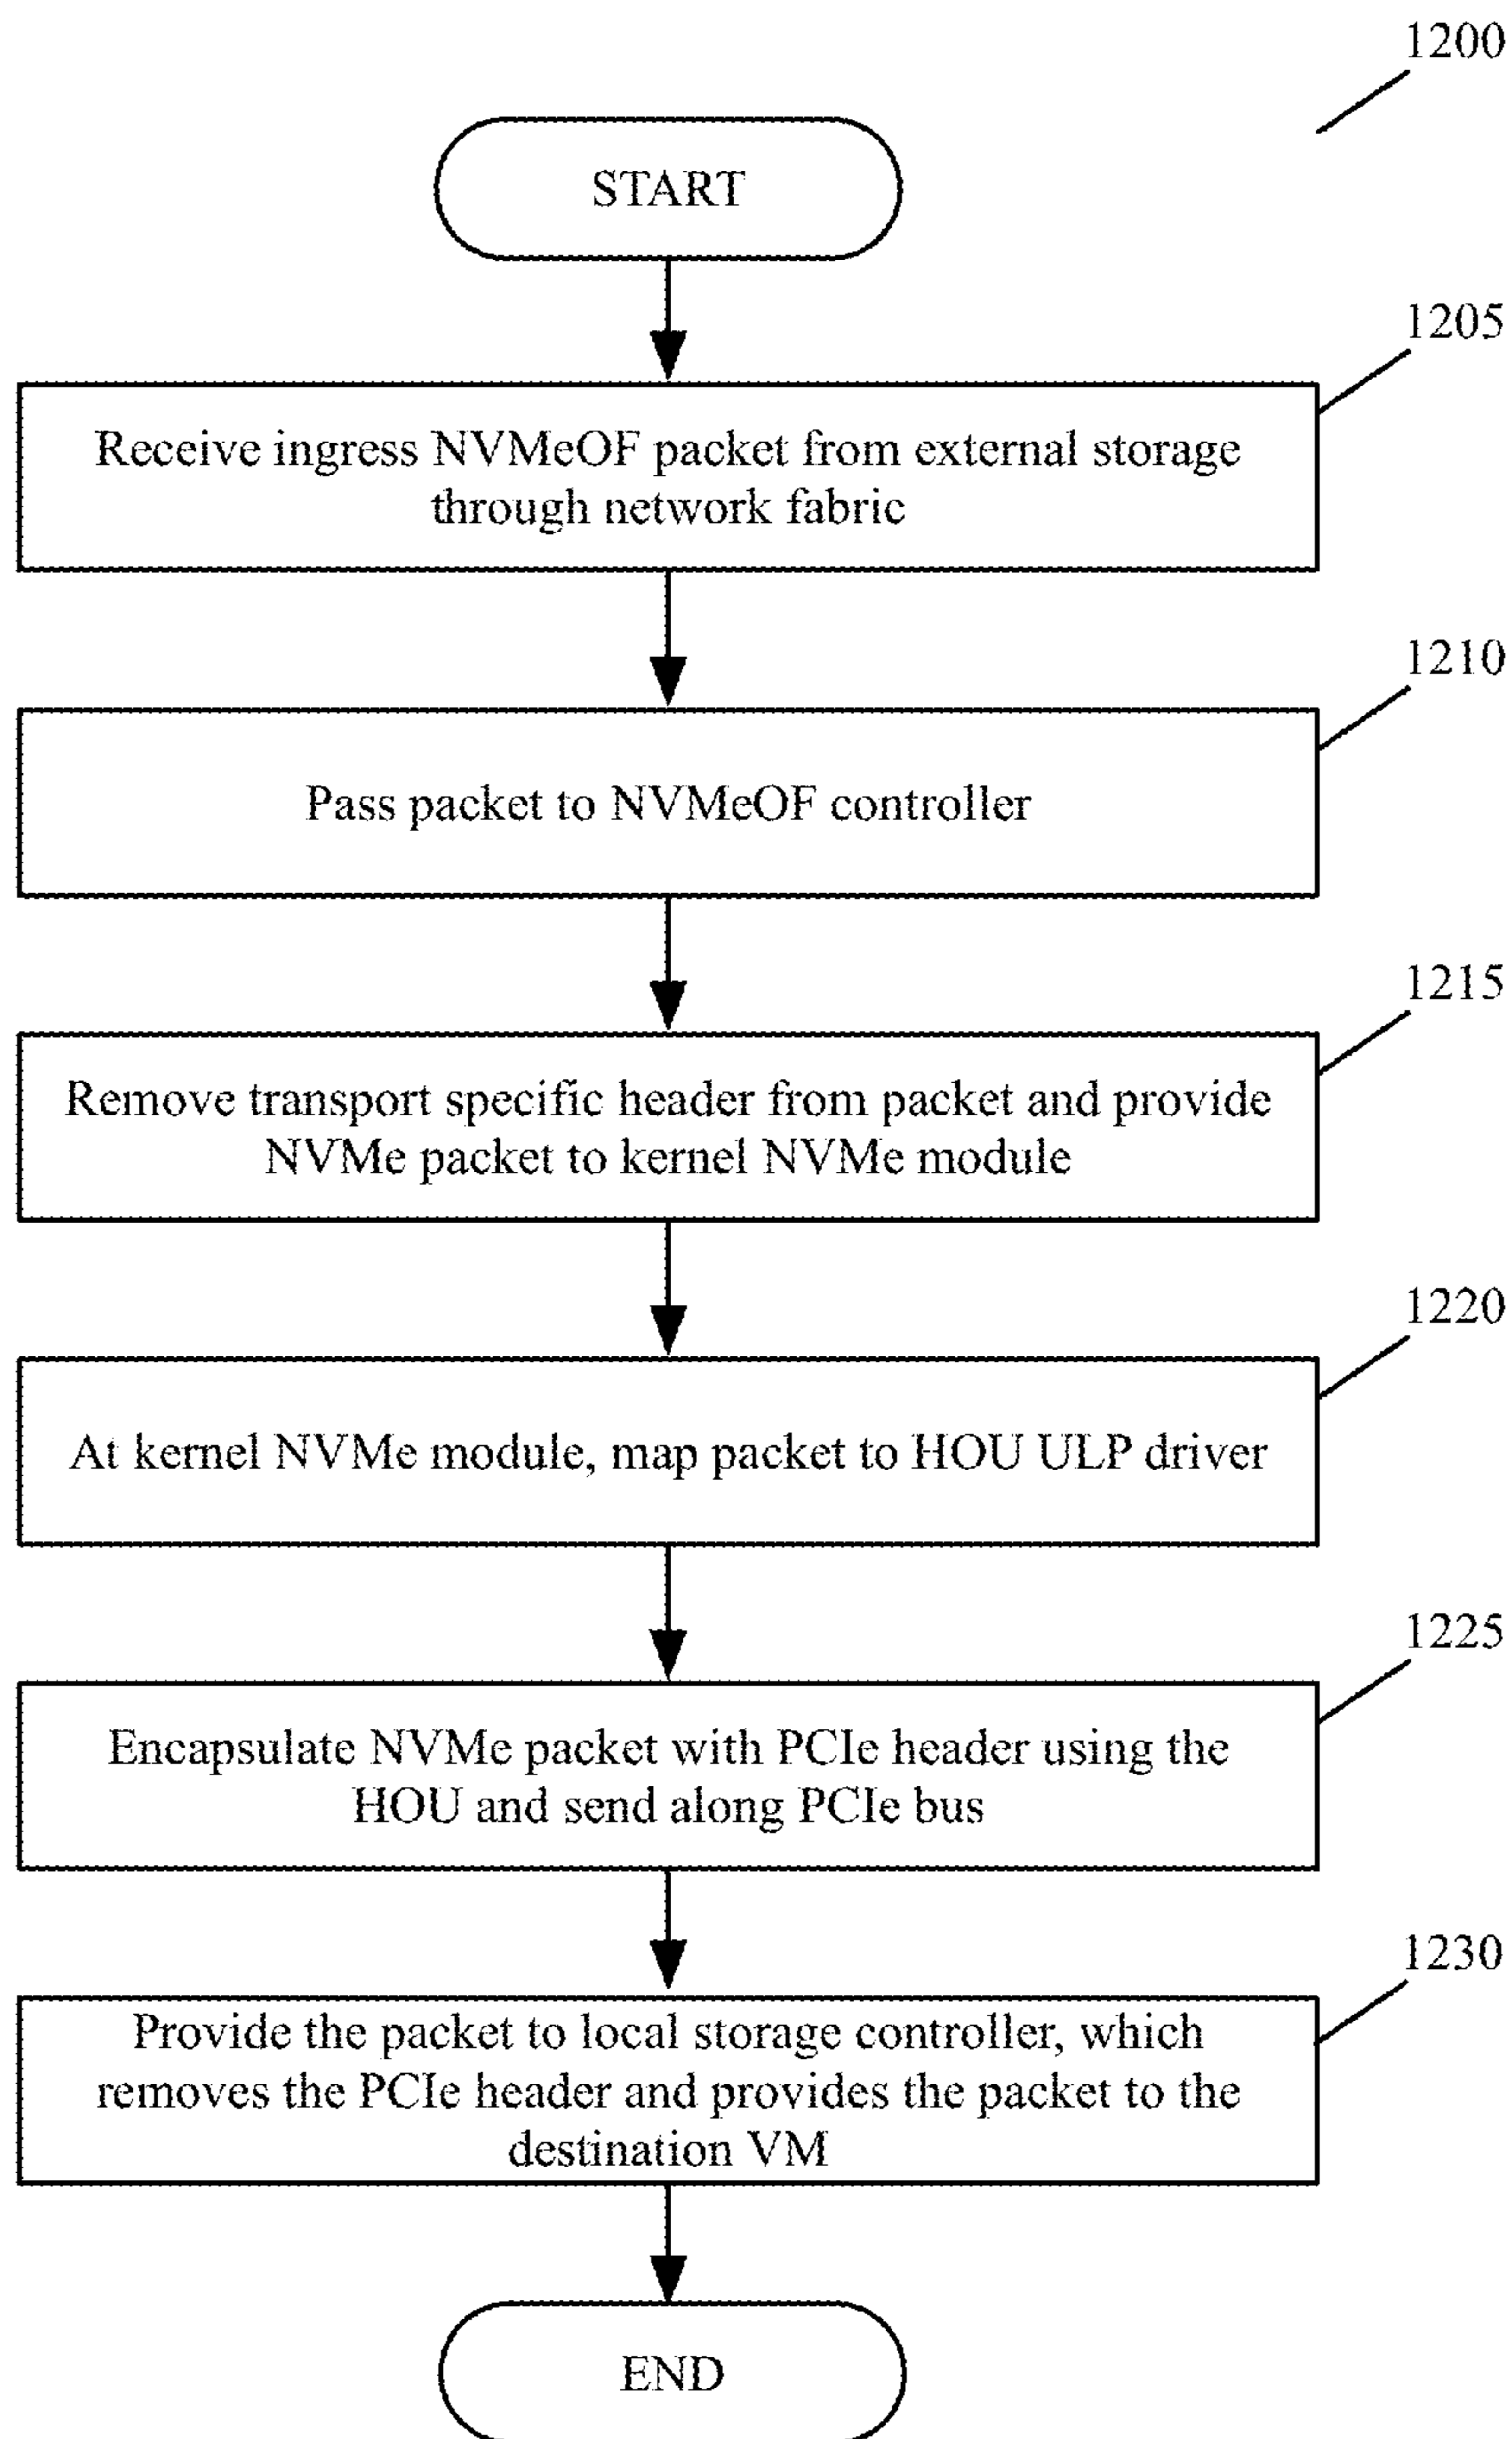 1200
START
1205
Receive ingress NVMeOF packet from external storage
through network fabric
1210
Pass packet to NVMeOF controller
1215
Remove transport specific header from packet and provide
NVMe packet to kernel NVMe module
1220
At kernel NVMe module, map packet to HOU ULP driver
1225
Encapsulate NVMe packet with PCIe header using the
HOU and send along PCIe bus
1230
Provide the packet to local storage controller, which
removes the PCIe header and provides the packet to the
destination VM
END